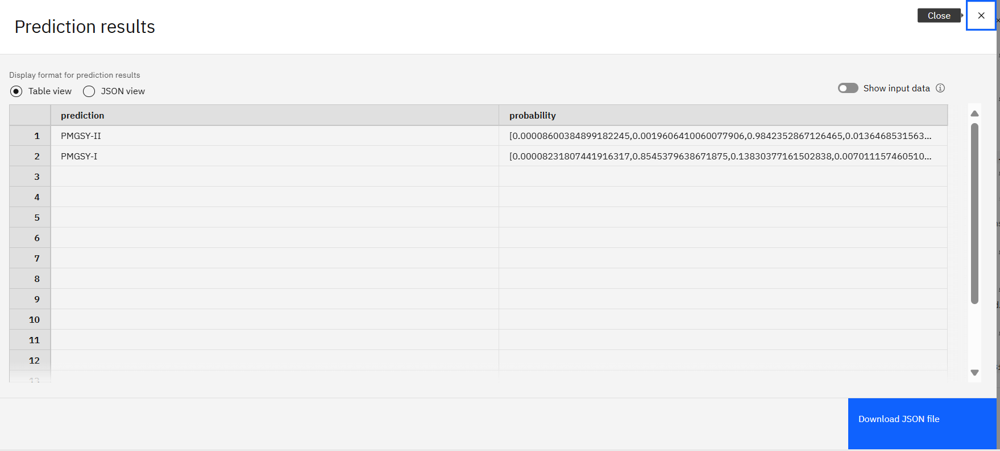 Close
Prediction results
Display format for prediction results
Table view JSON view
Show input data
prediction probability
1 PMGSY-II [0.00008600384899182245,0.0019606410060077906,0.9842352867126465,0.0136468531563...
2 PMGSY-I [0.00008231807441916317,0.8545379638671875,0.13830377161502838,0.007011157460510...
3
4
5
6
7
8
9
10
11
12
13
Download JSON file